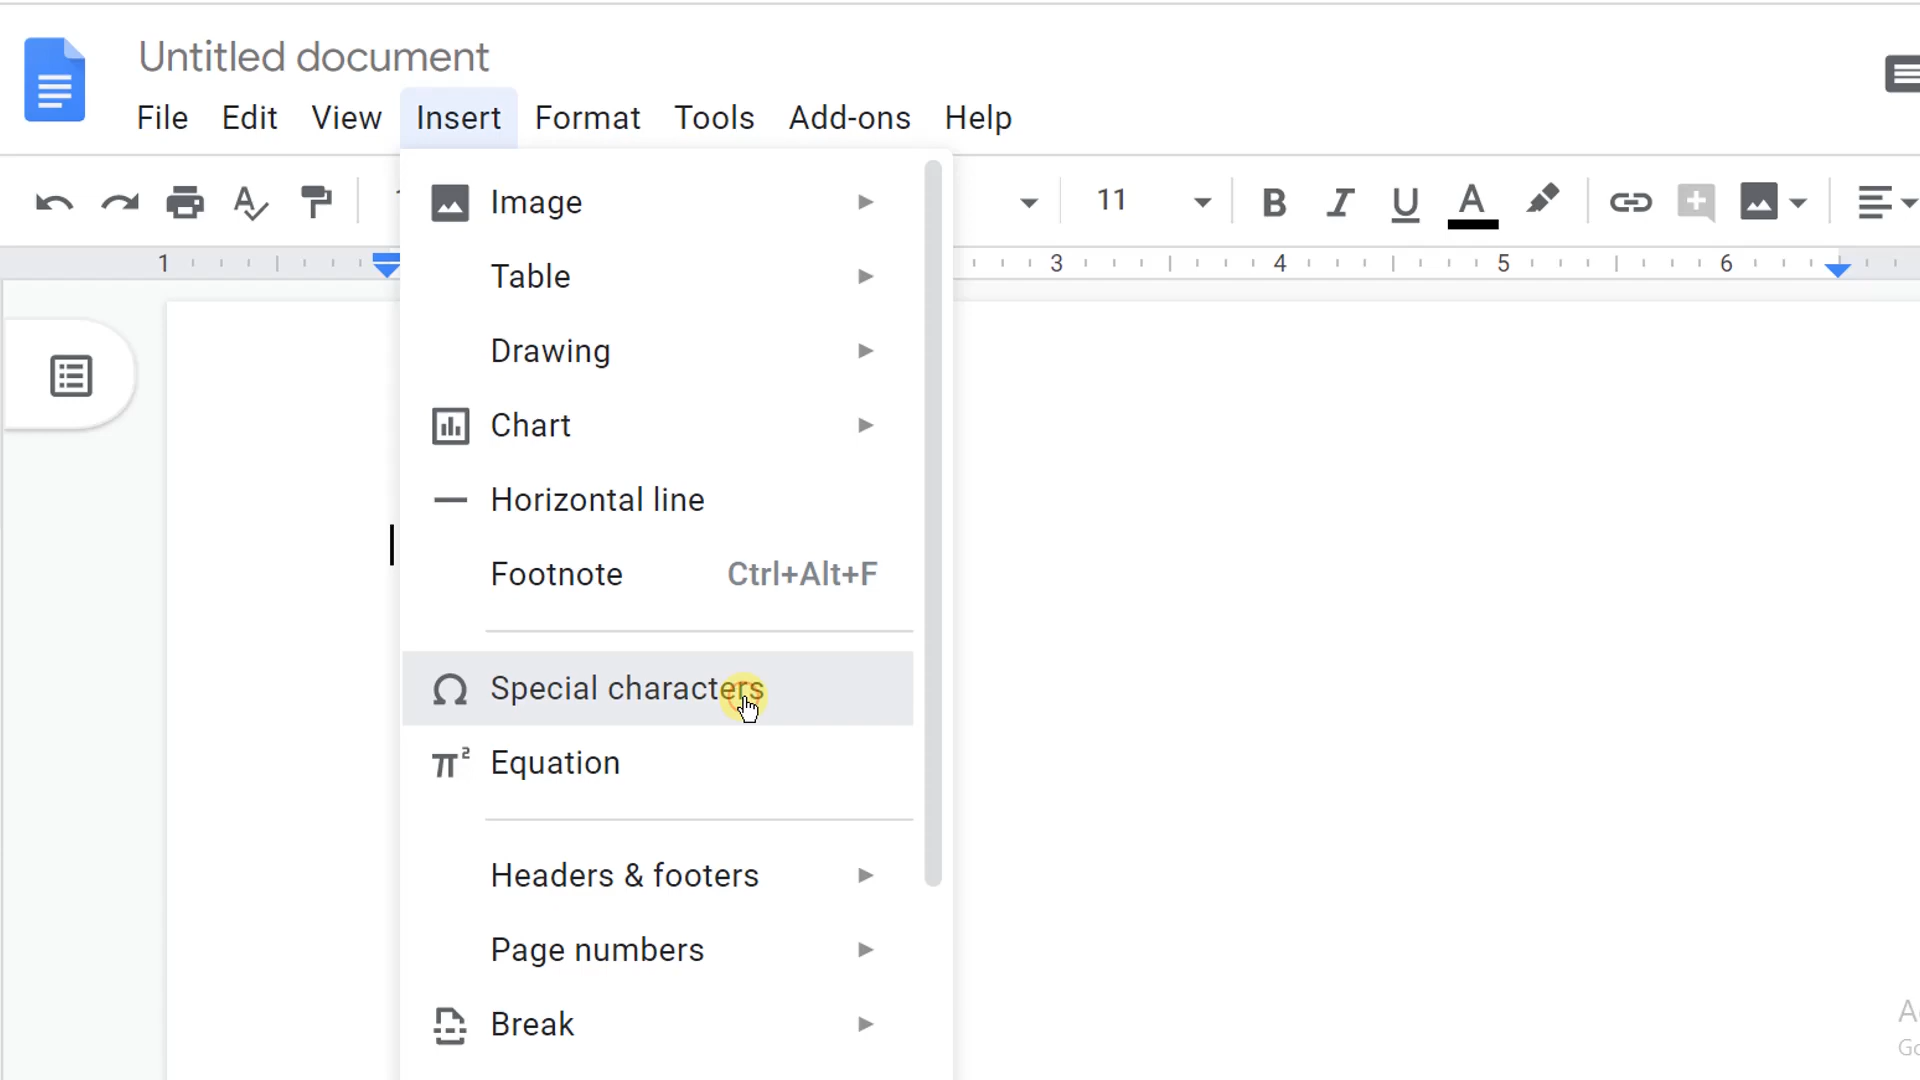 Untitled document
File Edit View Insert Format Tools Add-ons Help
11
B I U A
1 3 4 5 6
Image
Table
Drawing
Chart
Horizontal line
Footnote Ctrl+Alt+F
Ω Special characters
π² Equation
Headers & footers
Page numbers
Break